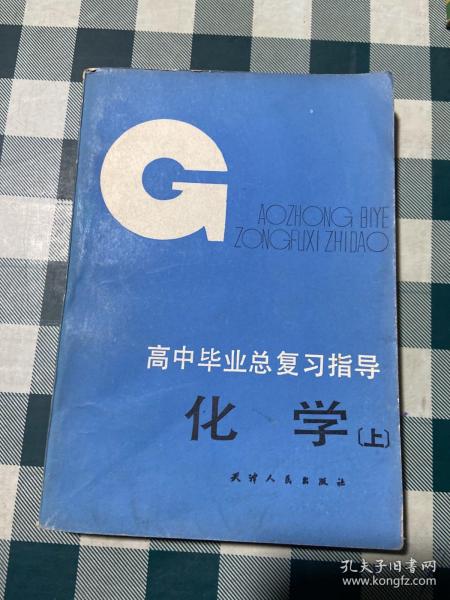 G
AOZHONG BIYE
ZONGFUXI ZHIDAO
高中毕业总复习指导
化学〔上〕
天津人民出版社
孔夫子旧书网
www.kongfz.com